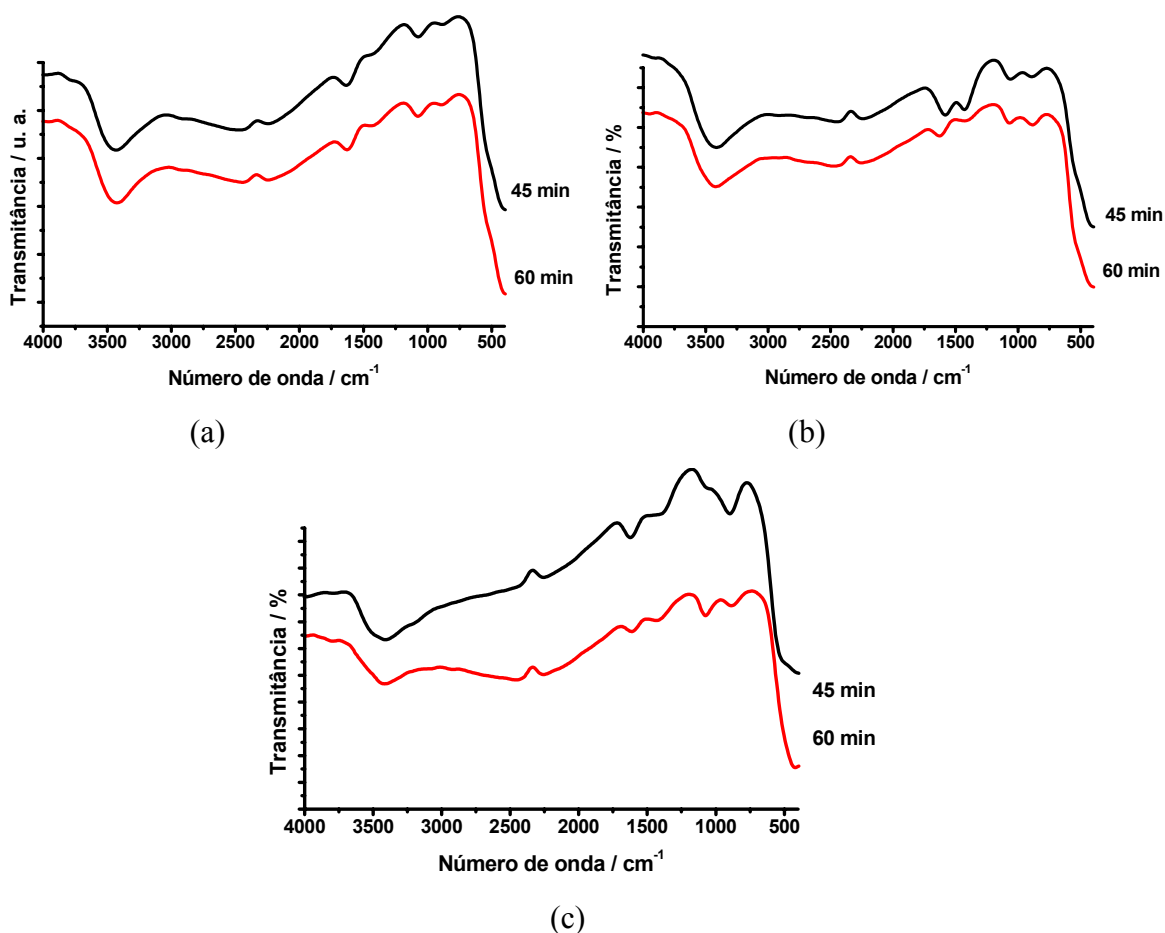 Transmitância / u. a.
45 min
60 min
4000 3500 3000 2500 2000 1500 1000 500
Número de onda / cm⁻¹
(a)
Transmitância / %
45 min
60 min
4000 3500 3000 2500 2000 1500 1000 500
Número de onda / cm⁻¹
(b)
Transmitância / %
45 min
60 min
4000 3500 3000 2500 2000 1500 1000 500
Número de onda / cm⁻¹
(c)